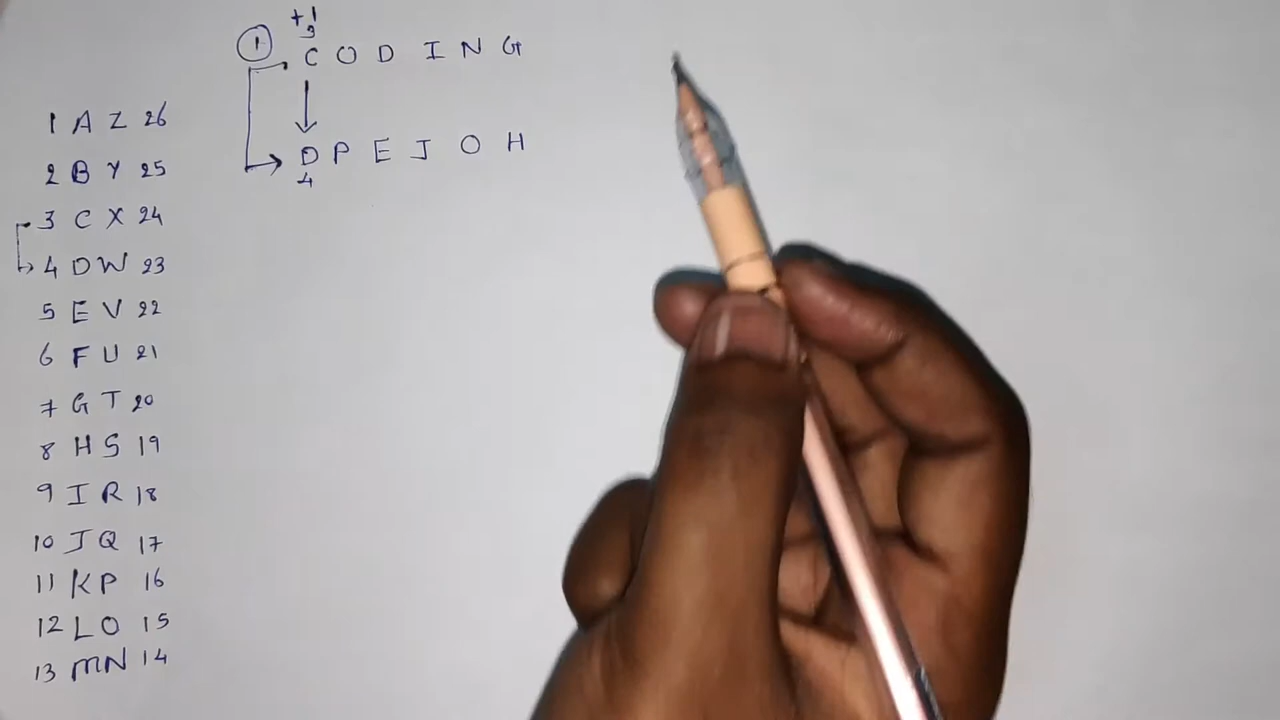 +1
3
① C O D I N G
D P E J O H
4
1 A Z 26
2 B Y 25
3 C X 24
4 D W 23
5 E V 22
6 F U 21
7 G T 20
8 H S 19
9 I R 18
10 J Q 17
11 K P 16
12 L O 15
13 M N 14